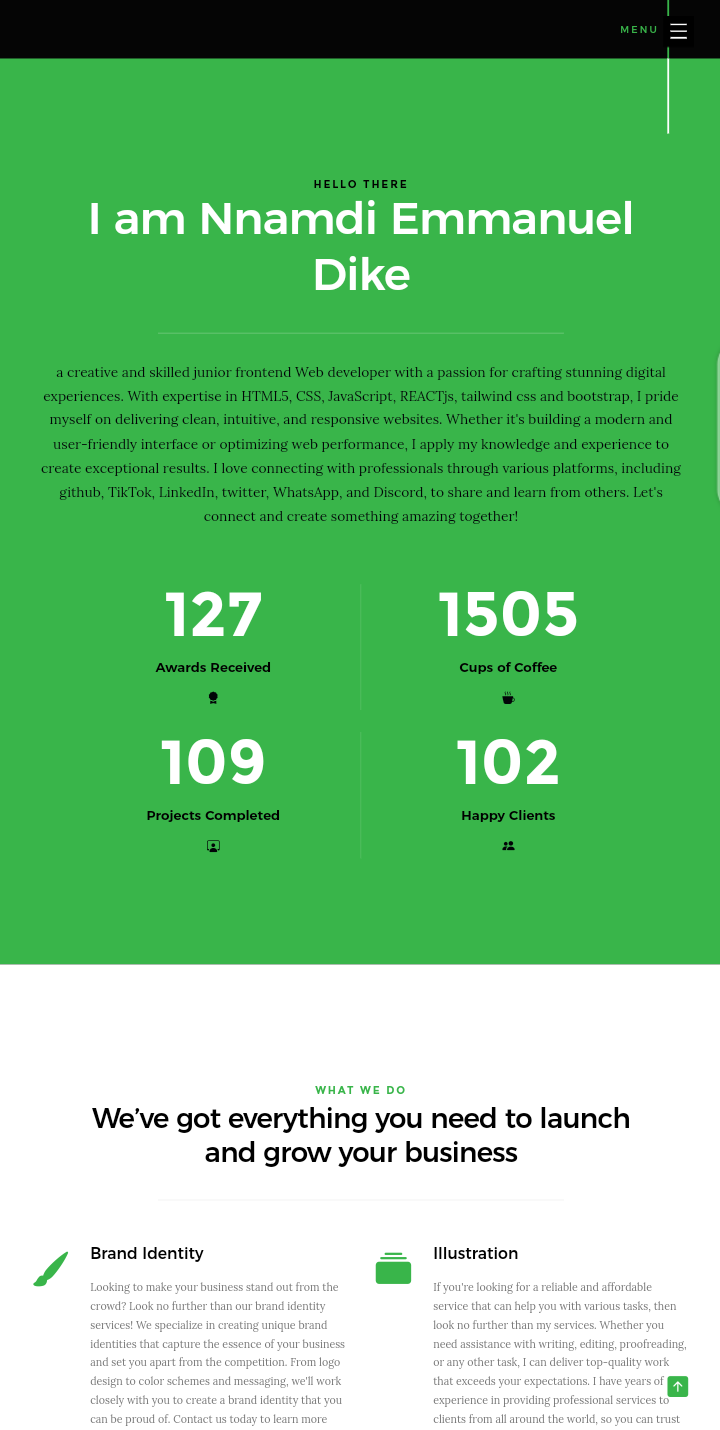 MENU
HELLO THERE
I am Nnamdi Emmanuel
Dike
a creative and skilled junior frontend Web developer with a passion for crafting stunning digital
experiences. With expertise in HTML5, CSS, JavaScript, REACTjs, tailwind css and bootstrap, I pride
myself on delivering clean, intuitive, and responsive websites. Whether it's building a modern and
user-friendly interface or optimizing web performance, I apply my knowledge and experience to
create exceptional results. I love connecting with professionals through various platforms, including
github, TikTok, LinkedIn, twitter, WhatsApp, and Discord, to share and learn from others. Let's
connect and create something amazing together!
127
Awards Received
1505
Cups of Coffee
109
Projects Completed
102
Happy Clients
WHAT WE DO
We’ve got everything you need to launch
and grow your business
Brand Identity
Looking to make your business stand out from the
crowd? Look no further than our brand identity
services! We specialize in creating unique brand
identities that capture the essence of your business
and set you apart from the competition. From logo
design to color schemes and messaging, we'll work
closely with you to create a brand identity that you
can be proud of. Contact us today to learn more
Illustration
If you're looking for a reliable and affordable
service that can help you with various tasks, then
look no further than my services. Whether you
need assistance with writing, editing, proofreading,
or any other task, I can deliver top-quality work
that exceeds your expectations. I have years of
experience in providing professional services to
clients from all around the world, so you can trust